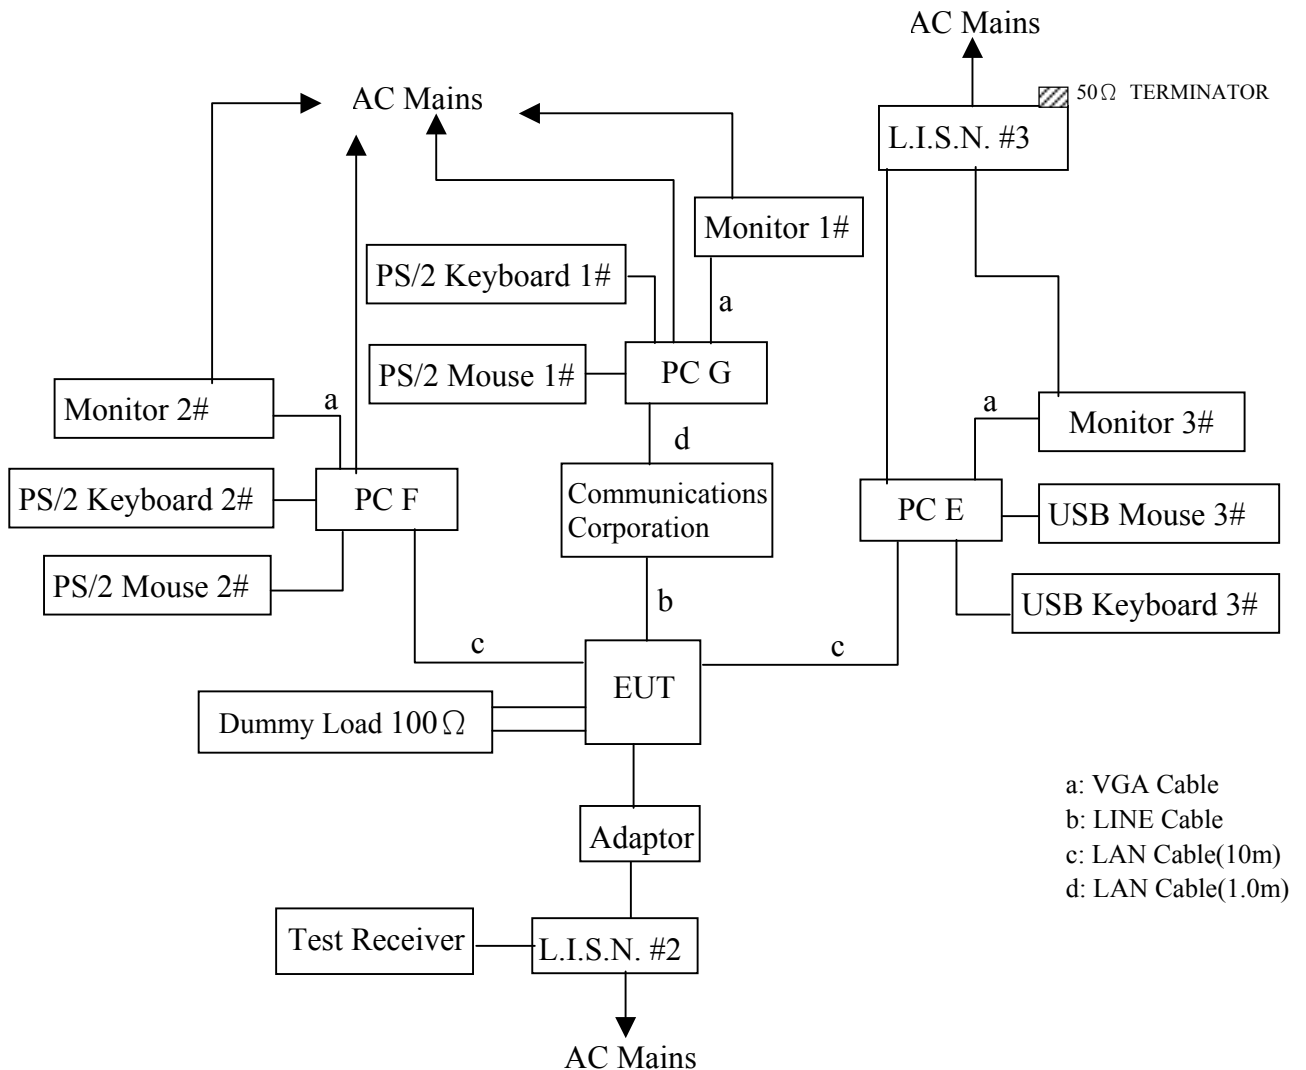 AC Mains
50Ω TERMINATOR
AC Mains
L.I.S.N. #3
Monitor 1#
PS/2 Keyboard 1#
a
PS/2 Mouse 1#
PC G
Monitor 2#
a
a
Monitor 3#
d
PS/2 Keyboard 2#
PC F
Communications
Corporation
PC E
USB Mouse 3#
PS/2 Mouse 2#
b
USB Keyboard 3#
c
c
EUT
Dummy Load 100Ω
a: VGA Cable
b: LINE Cable
c: LAN Cable(10m)
d: LAN Cable(1.0m)
Adaptor
Test Receiver
L.I.S.N. #2
AC Mains